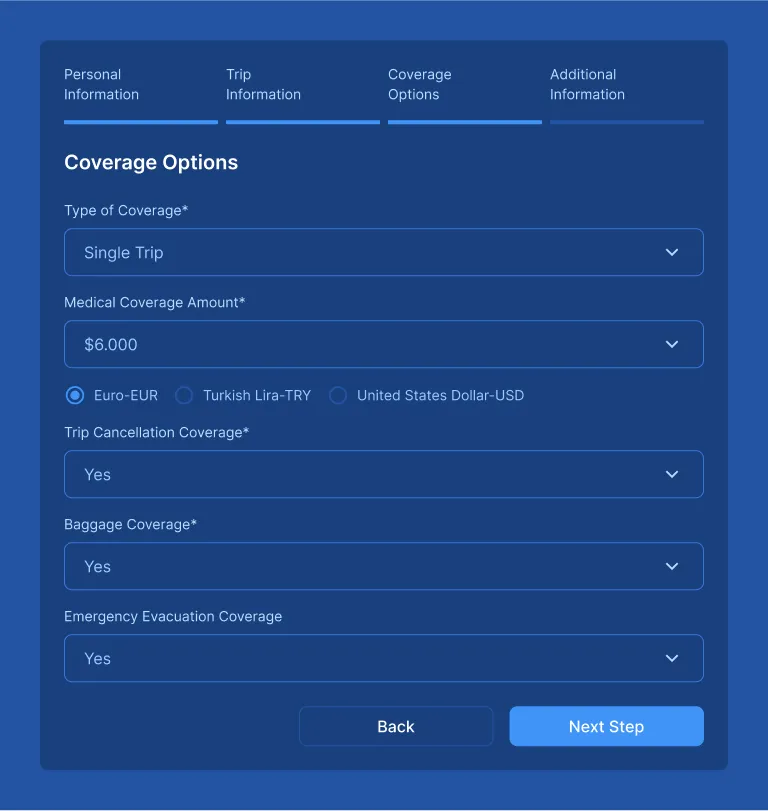 Personal
Information
Trip
Information
Coverage
Options
Additional
Information
Coverage Options
Type of Coverage*
Single Trip
Medical Coverage Amount*
$6.000
Euro-EUR Turkish Lira-TRY United States Dollar-USD
Trip Cancellation Coverage*
Yes
Baggage Coverage*
Yes
Emergency Evacuation Coverage
Yes
Back Next Step